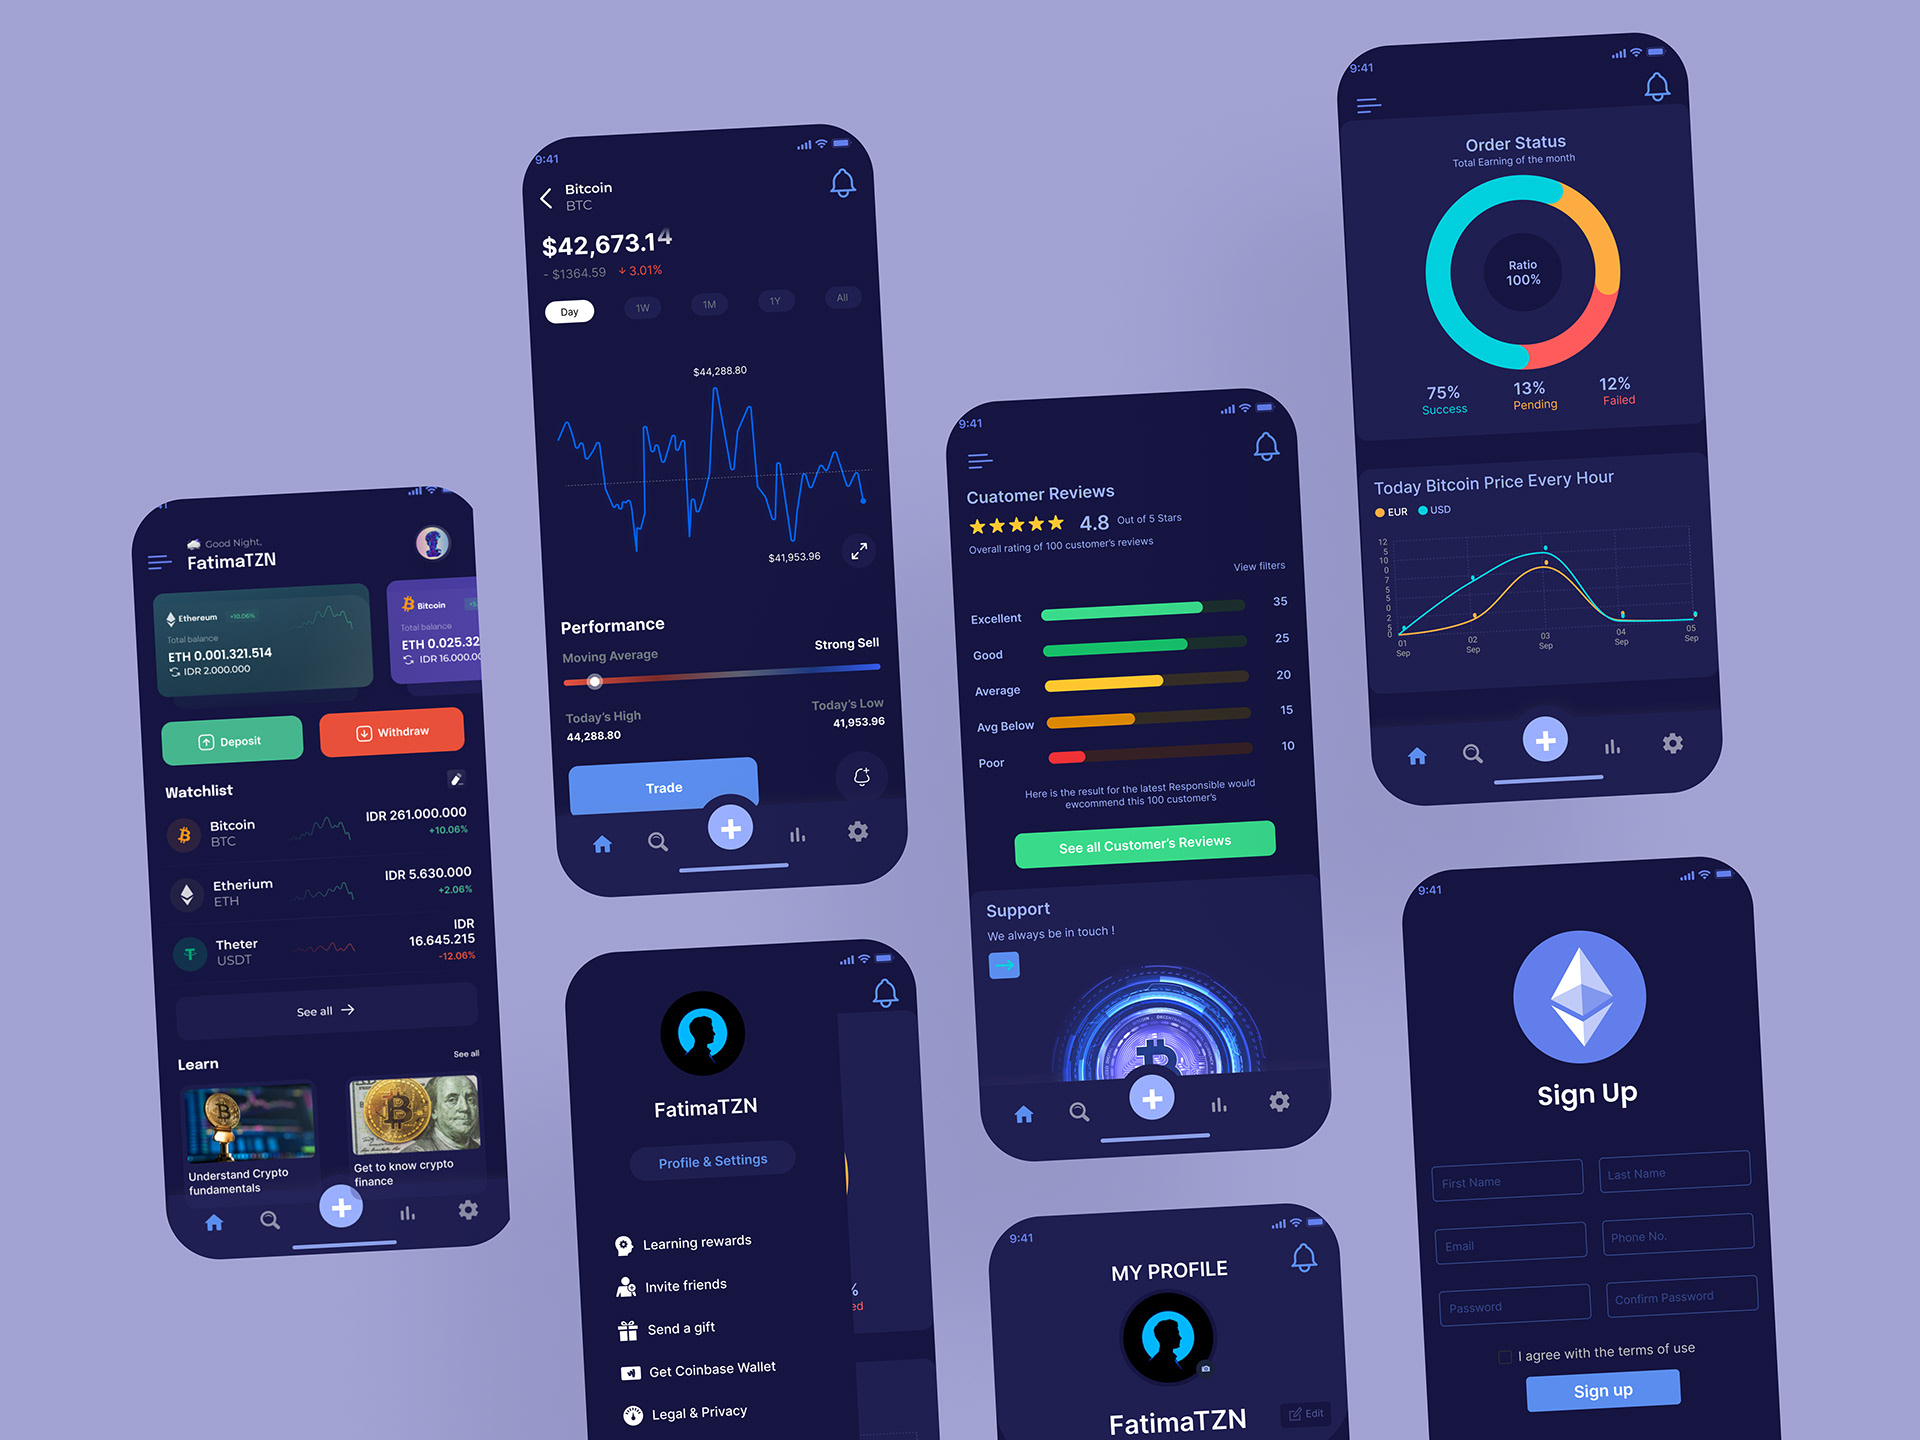 Good Night,
FatimaTZN
Ethereum +10.06%
Total balance
ETH 0.001.321.514
IDR 2.000.000
Bitcoin
Total balance
ETH 0.025.32
IDR 16.000.00
Deposit
Withdraw
Watchlist
Bitcoin
BTC
IDR 261.000.000
+10.06%
Etherium
ETH
IDR 5.630.000
+2.06%
Theter
USDT
IDR
16.645.215
-12.06%
See all
Learn
See all
Understand Crypto
fundamentals
Get to know crypto
finance
9:41
Bitcoin
BTC
$42,673.14
- $1364.59 3.01%
Day 1W 1M 1Y All
$44,288.80
$41,953.96
Performance
Moving Average
Strong Sell
Today's High
44,288.80
Today's Low
41,953.96
Trade
FatimaTZN
Profile & Settings
Learning rewards
Invite friends
Send a gift
Get Coinbase Wallet
Legal & Privacy
%
ed
9:41
Cuatomer Reviews
4.8 Out of 5 Stars
Overall rating of 100 customer's reviews
View filters
Excellent 35
Good 25
Average 20
Avg Below 15
Poor 10
Here is the result for the latest Responsible would
ewcommend this 100 customer's
See all Customer's Reviews
Support
We always be in touch !
9:41
MY PROFILE
FatimaTZN
Edit
9:41
Order Status
Total Earning of the month
Ratio
100%
75%
Success
13%
Pending
12%
Failed
Today Bitcoin Price Every Hour
EUR USD
12
5
10
0
7
5
5
0
2
5
0
01
Sep
02
Sep
03
Sep
04
Sep
05
Sep
9:41
Sign Up
First Name
Last Name
Email
Phone No.
Password
Confirm Password
I agree with the terms of use
Sign up